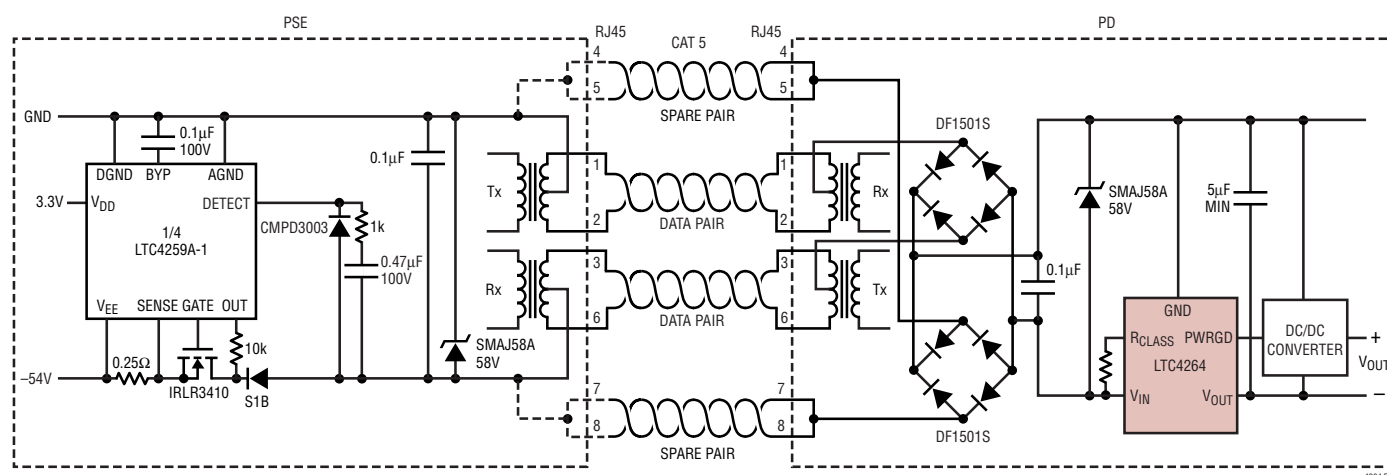 PSE
PD
RJ45
CAT 5
RJ45
4
5
4
5
SPARE PAIR
GND
0.1µF
100V
DGND BYP AGND
3.3V
VDD
DETECT
1/4
LTC4259A-1
CMPD3003
1k
0.47µF
100V
VEE SENSE GATE OUT
–54V
0.25Ω
IRLR3410
10k
S1B
0.1µF
SMAJ58A
58V
Tx
1
2
1
2
Rx
DATA PAIR
Rx
3
6
3
6
Tx
DATA PAIR
7
8
7
8
SPARE PAIR
DF1501S
DF1501S
0.1µF
SMAJ58A
58V
5µF
MIN
GND
RCLASS PWRGD
LTC4264
VIN VOUT
DC/DC
CONVERTER
+
VOUT
–